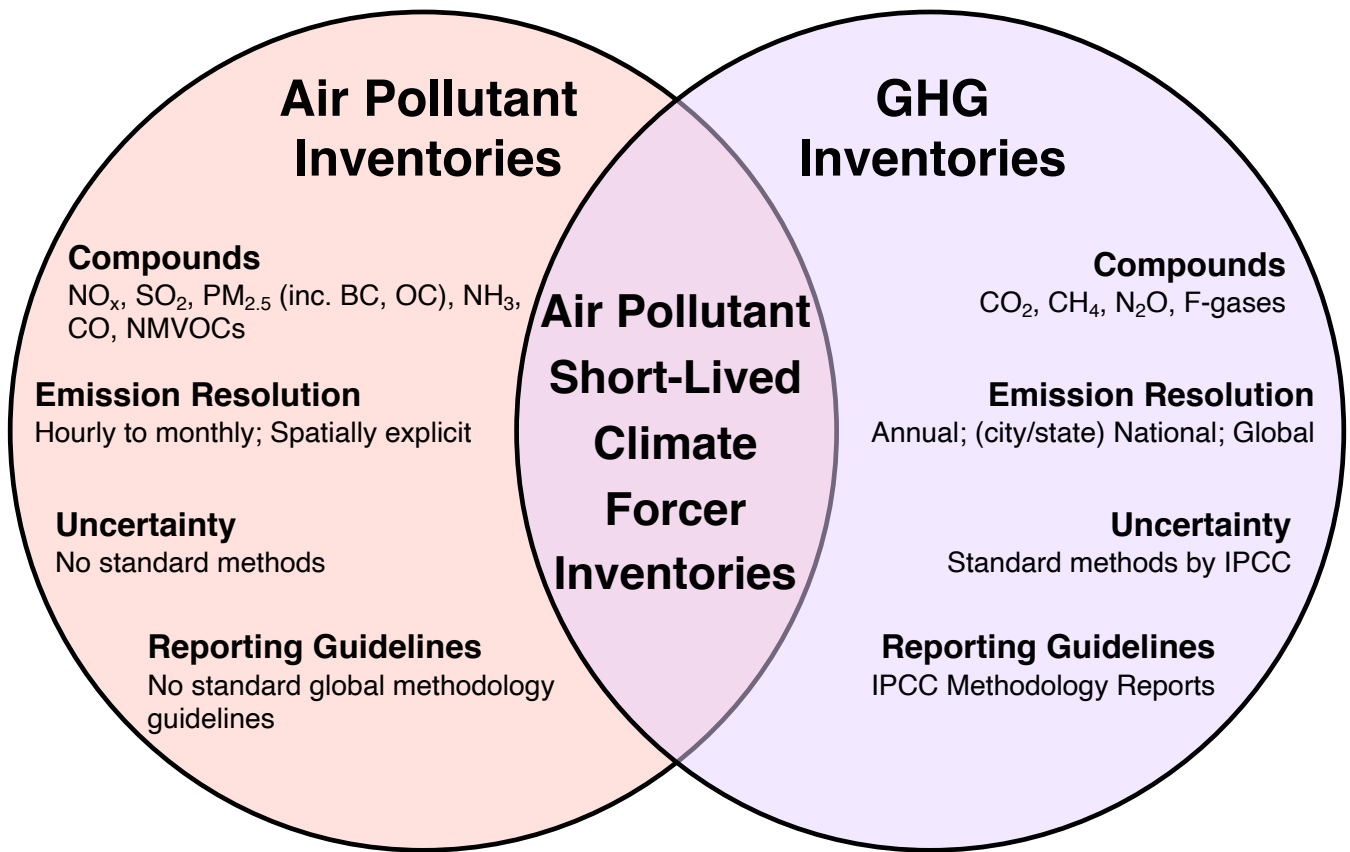 Air Pollutant
Inventories
Compounds
NOₓ, SO₂, PM₂.₅ (inc. BC, OC), NH₃,
CO, NMVOCs
Emission Resolution
Hourly to monthly; Spatially explicit
Uncertainty
No standard methods
Reporting Guidelines
No standard global methodology
guidelines
Air Pollutant
Short-Lived
Climate
Forcer
Inventories
GHG
Inventories
Compounds
CO₂, CH₄, N₂O, F-gases
Emission Resolution
Annual; (city/state) National; Global
Uncertainty
Standard methods by IPCC
Reporting Guidelines
IPCC Methodology Reports